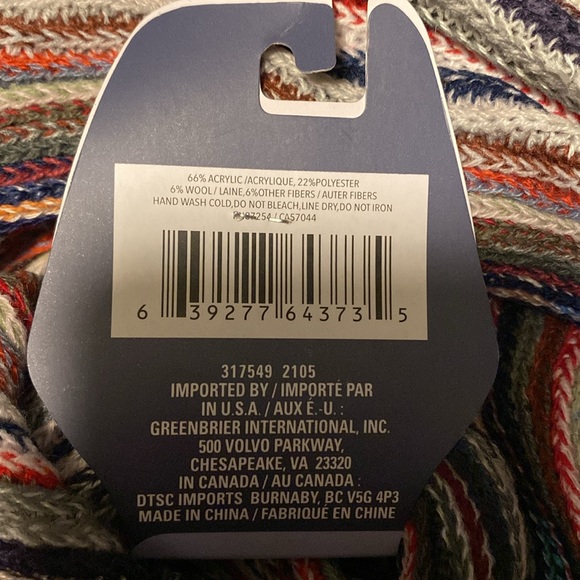 66% ACRYLIC /ACRYLIQUE, 22%POLYESTER
6% WOOL / LAINE,6%OTHER FIBERS / AUTER FIBERS
HAND WASH COLD,DO NOT BLEACH,LINE DRY,DO NOT IRON
/ CA57044
6 39277 64373 5
317549 2105
IMPORTED BY / IMPORTÉ PAR
IN U.S.A. / AUX É.-U. :
GREENBRIER INTERNATIONAL, INC.
500 VOLVO PARKWAY,
CHESAPEAKE, VA 23320
IN CANADA / AU CANADA :
DTSC IMPORTS BURNABY, BC V5G 4P3
MADE IN CHINA / FABRIQUÉ EN CHINE